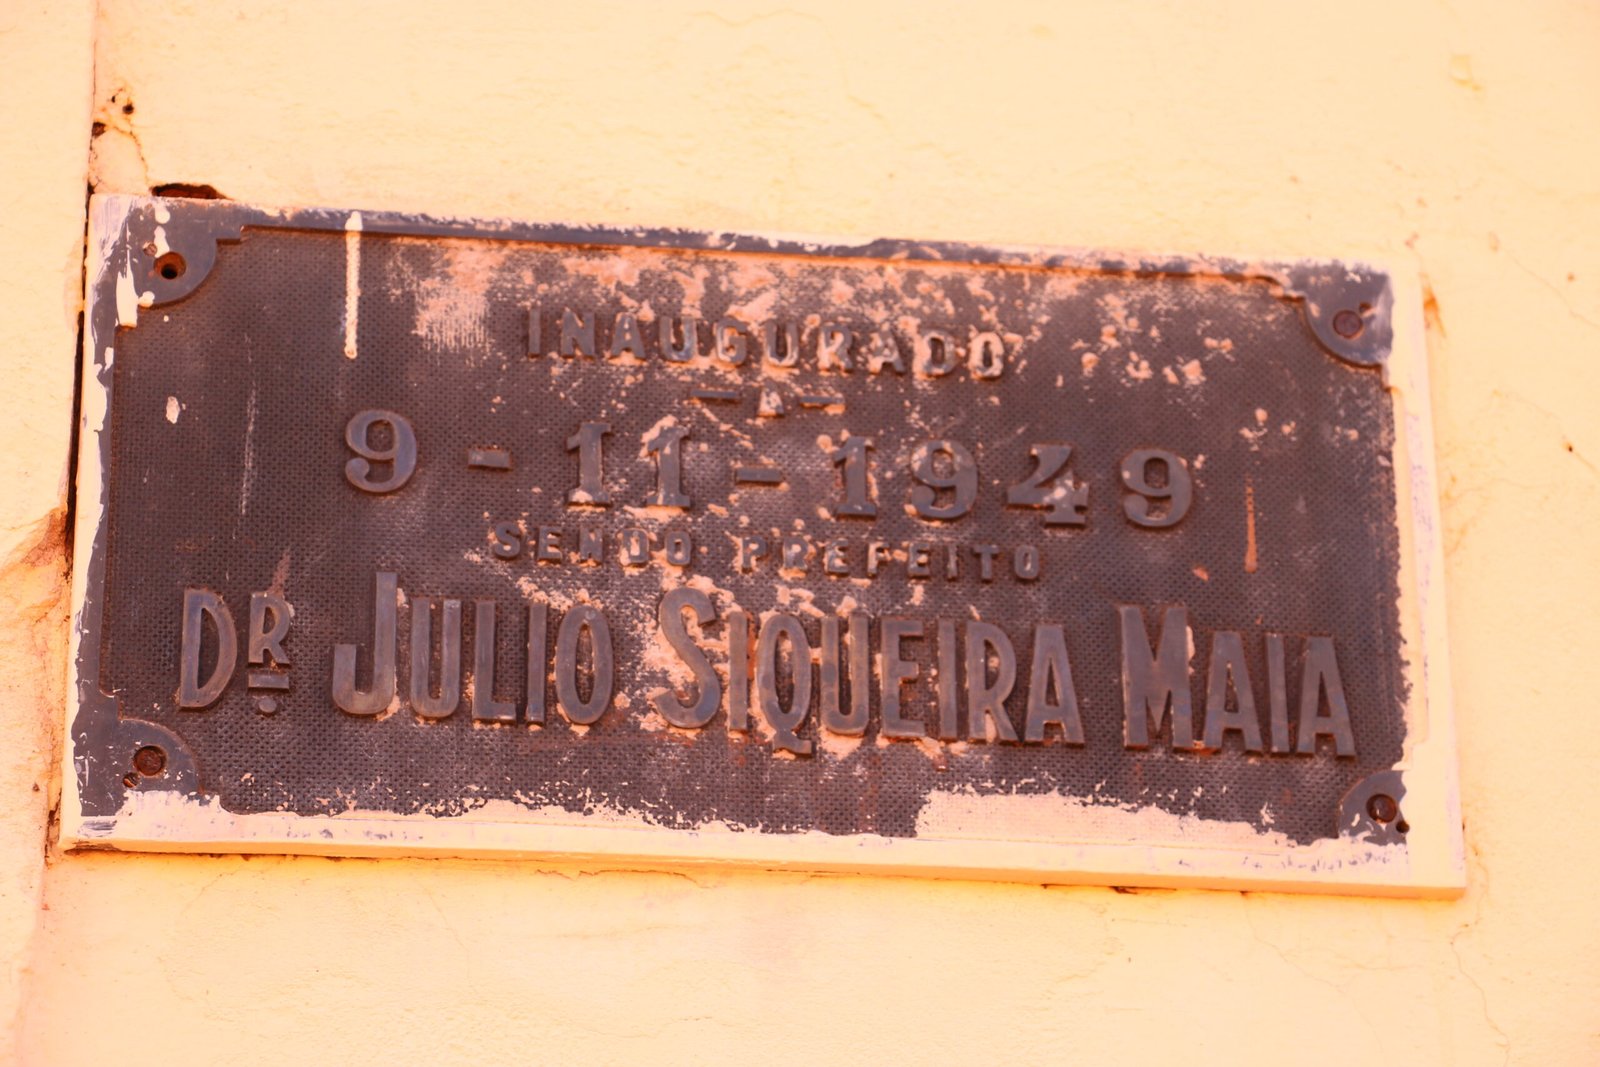 INAUGURADO
- A -
9 - 11 - 1949
SENDO PREFEITO
DR. JULIO SIQUEIRA MAIA